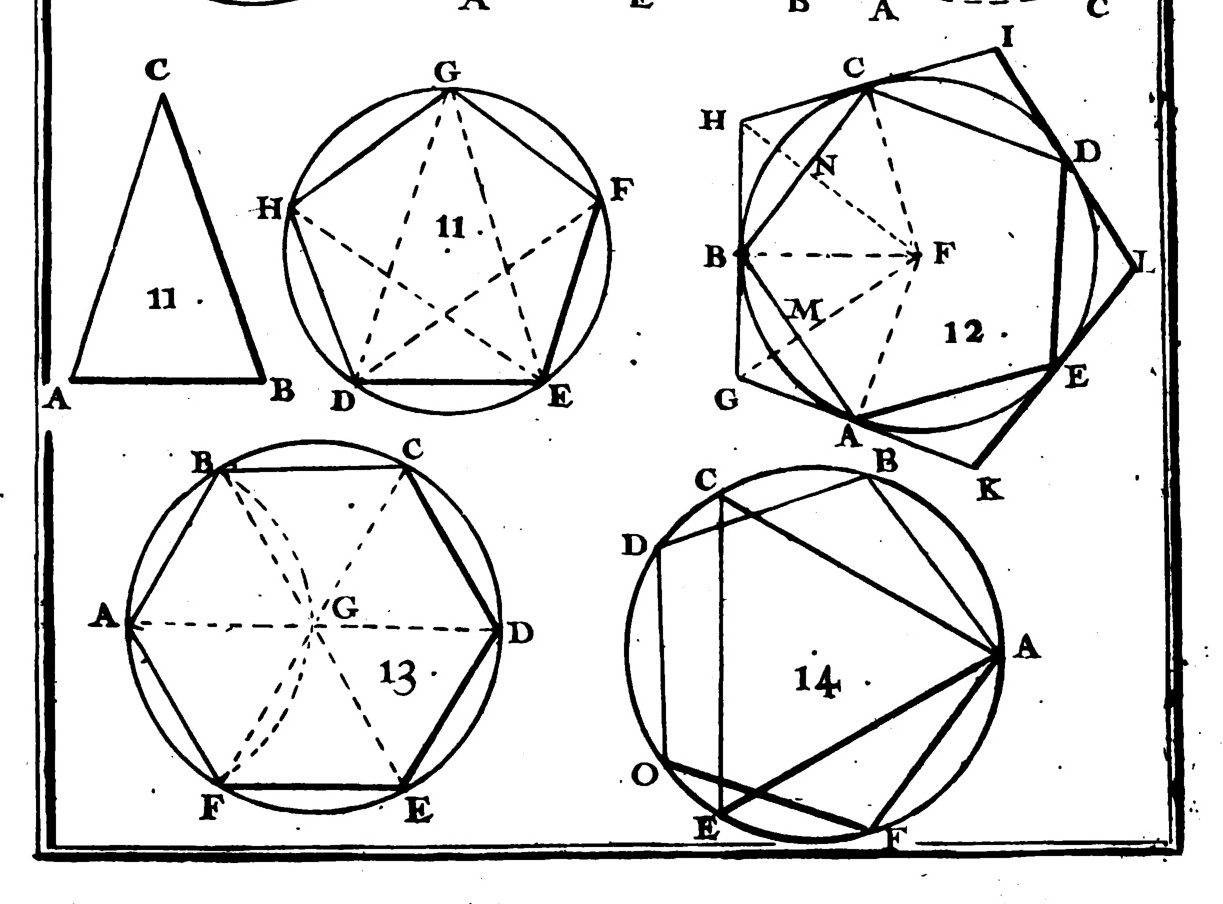 A E B A C
C
A B
11
G
H F
11
D E
I
C
H D
N
B F L
M
12
G E
A
K
B C
A G D
13
F E
C B
D
A
14
O
E F